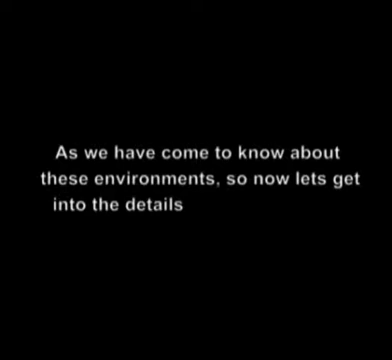 As we have come to know about
these environments, so now lets get
into the details